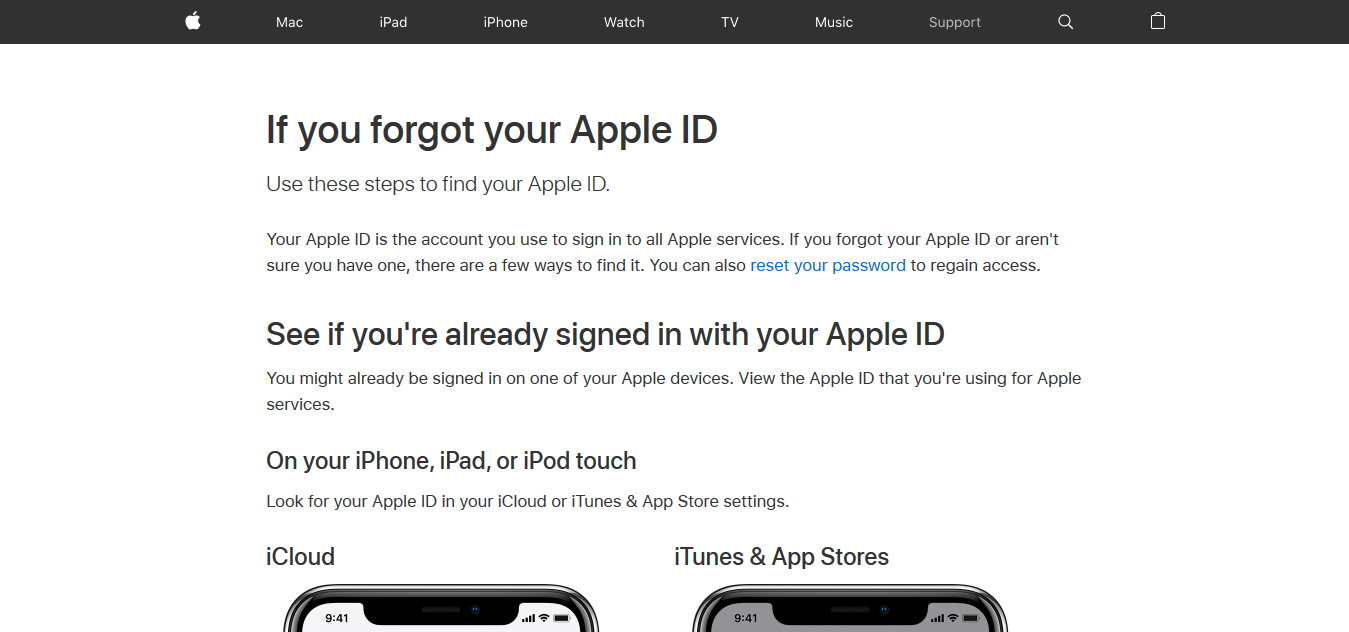 Mac iPad iPhone Watch TV Music Support
If you forgot your Apple ID
Use these steps to find your Apple ID.
Your Apple ID is the account you use to sign in to all Apple services. If you forgot your Apple ID or aren't
sure you have one, there are a few ways to find it. You can also reset your password to regain access.
See if you're already signed in with your Apple ID
You might already be signed in on one of your Apple devices. View the Apple ID that you're using for Apple
services.
On your iPhone, iPad, or iPod touch
Look for your Apple ID in your iCloud or iTunes & App Store settings.
iCloud iTunes & App Stores
9:41 9:41